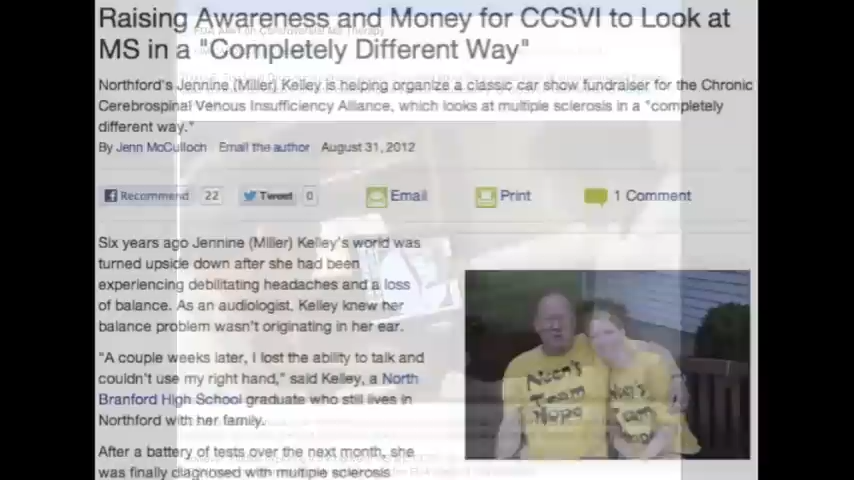 Raising Awareness and Money for CCSVI to Look at
MS in a "Completely Different Way"
Northford's Jennine (Miller) Kelley is helping organize a classic car show fundraiser for the Chronic
Cerebrospinal Venous Insufficiency Alliance, which looks at multiple sclerosis in a "completely
different way."
By Jenn McCulloch Email the author August 31, 2012
Recommend 22 Tweet 0 Email Print 1 Comment
Six years ago Jennine (Miller) Kelley's world was
turned upside down after she had been
experiencing debilitating headaches and a loss
of balance. As an audiologist, Kelley knew her
balance problem wasn't originating in her ear.
"A couple weeks later, I lost the ability to talk and
couldn't use my right hand," said Kelley, a North
Branford High School graduate who still lives in
Northford with her family.
After a battery of tests over the next month, she
was finally diagnosed with multiple sclerosis
Team
Hope